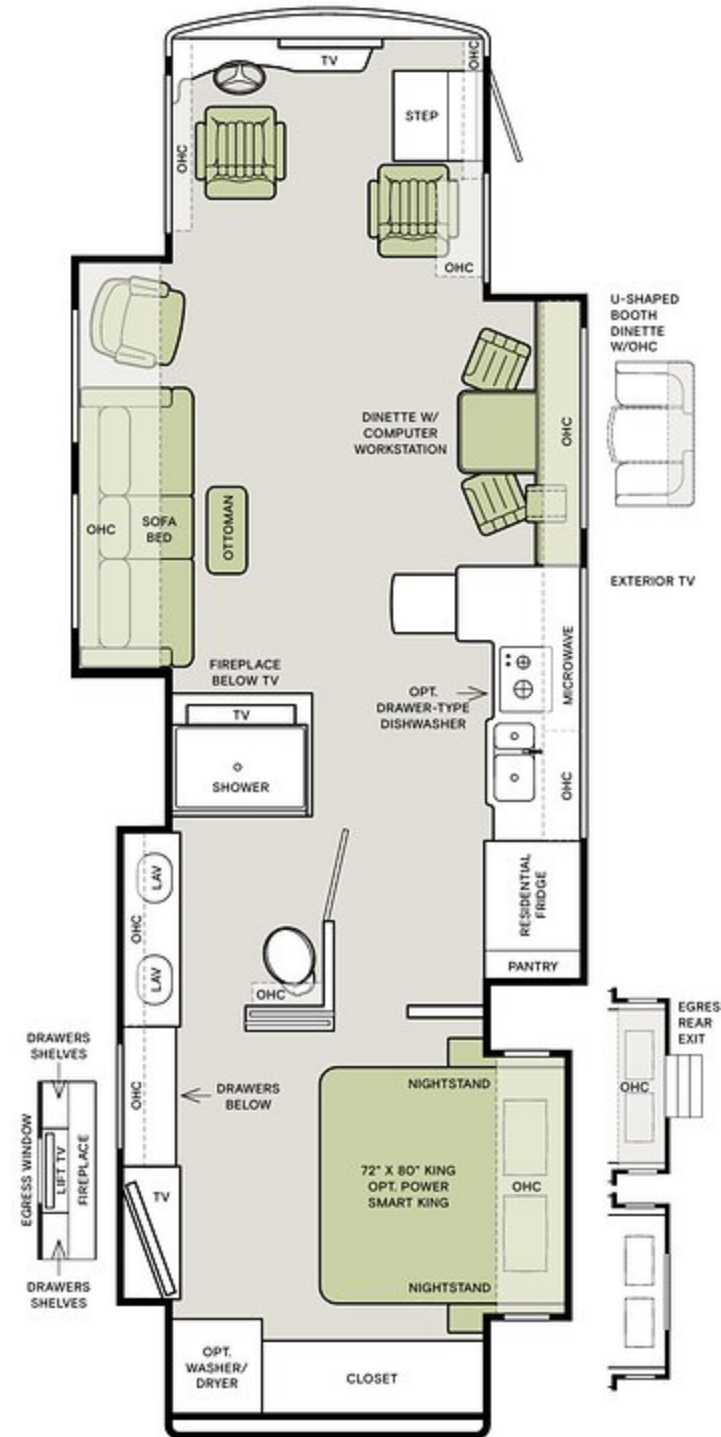 TV
OHC
STEP
OHC
OHC
U-SHAPED
BOOTH
DINETTE
W/OHC
DINETTE W/
COMPUTER
WORKSTATION
OHC
OHC
SOFA
BED
OTTOMAN
EXTERIOR TV
FIREPLACE
BELOW TV
TV
SHOWER
OPT.
DRAWER-TYPE
DISHWASHER
MICROWAVE
OHC
LAV
OHC
LAV
RESIDENTIAL
FRIDGE
PANTRY
OHC
EGRES
REAR
EXIT
OHC
DRAWERS
SHELVES
EGRESS WINDOW
LIFT TV
FIREPLACE
DRAWERS
SHELVES
OHC
DRAWERS
BELOW
TV
NIGHTSTAND
72" X 80" KING
OPT. POWER
SMART KING
OHC
NIGHTSTAND
OPT.
WASHER/
DRYER
CLOSET